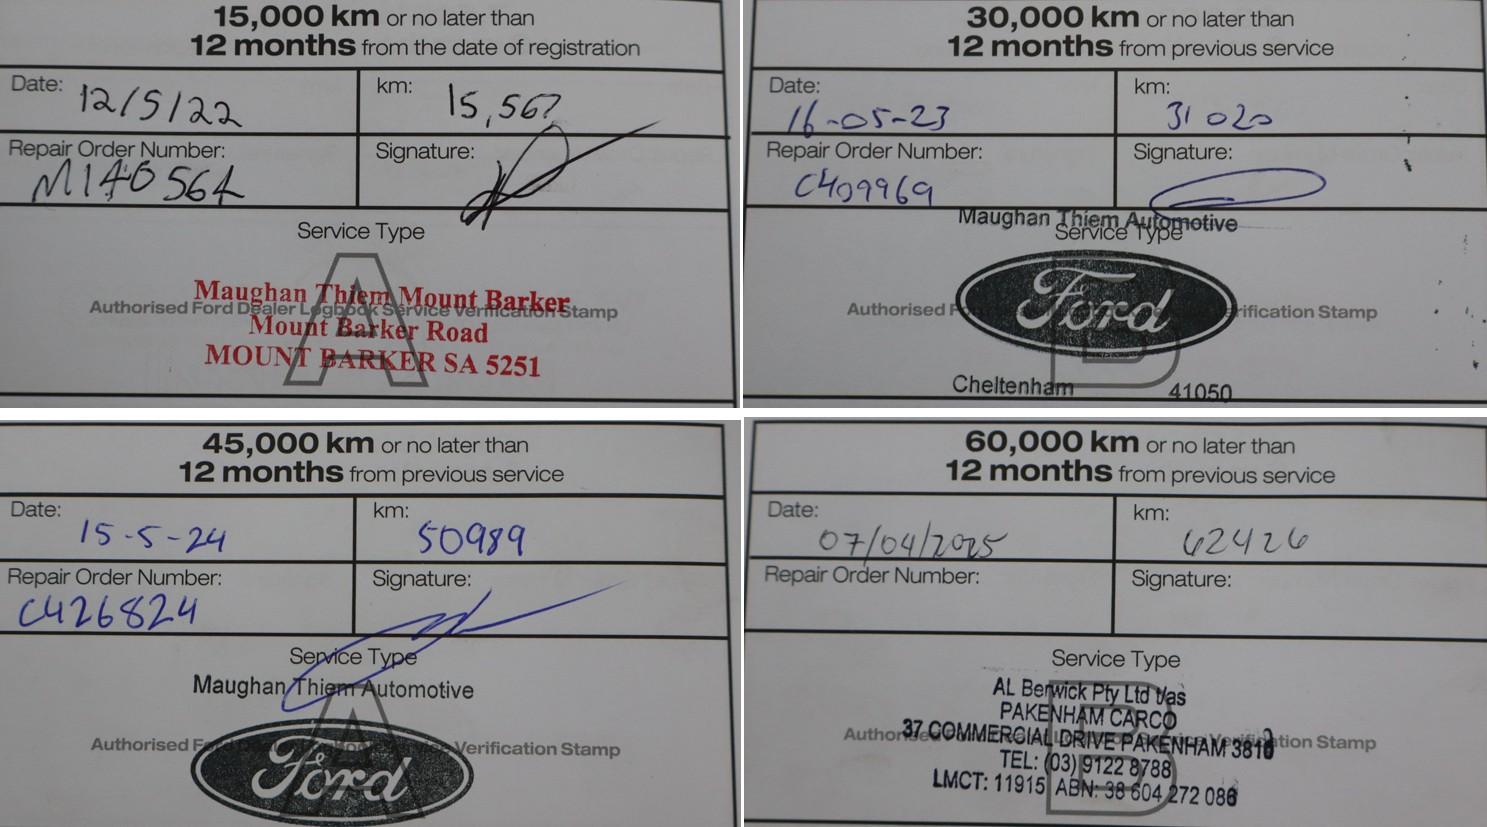 15,000 km or no later than
12 months from the date of registration
Date: 12/5/22
km: 15,567
Repair Order Number: M140564
Signature:
Service Type
A
Authorised Ford Dealer Logbook Service Verification Stamp
Maughan Thiem Mount Barker
Mount Barker Road
MOUNT BARKER SA 5251
30,000 km or no later than
12 months from previous service
Date: 16-05-23
km: 31020
Repair Order Number: C409969
Signature:
Maughan Thiem Automotive
Service Type
B
Ford
Authorised Verification Stamp
Cheltenham 41050
45,000 km or no later than
12 months from previous service
Date: 15-5-24
km: 50989
Repair Order Number: C426824
Signature:
Service Type
Maughan Thiem Automotive
A
Authorised Verification Stamp
Ford
60,000 km or no later than
12 months from previous service
Date: 07/04/2025
km: 62426
Repair Order Number:
Signature:
Service Type
B
AL Berwick Pty Ltd t/as
PAKENHAM CARCO
37 COMMERCIAL DRIVE PAKENHAM 3810
TEL: (03) 9122 8788
LMCT: 11915 ABN: 38 604 272 086